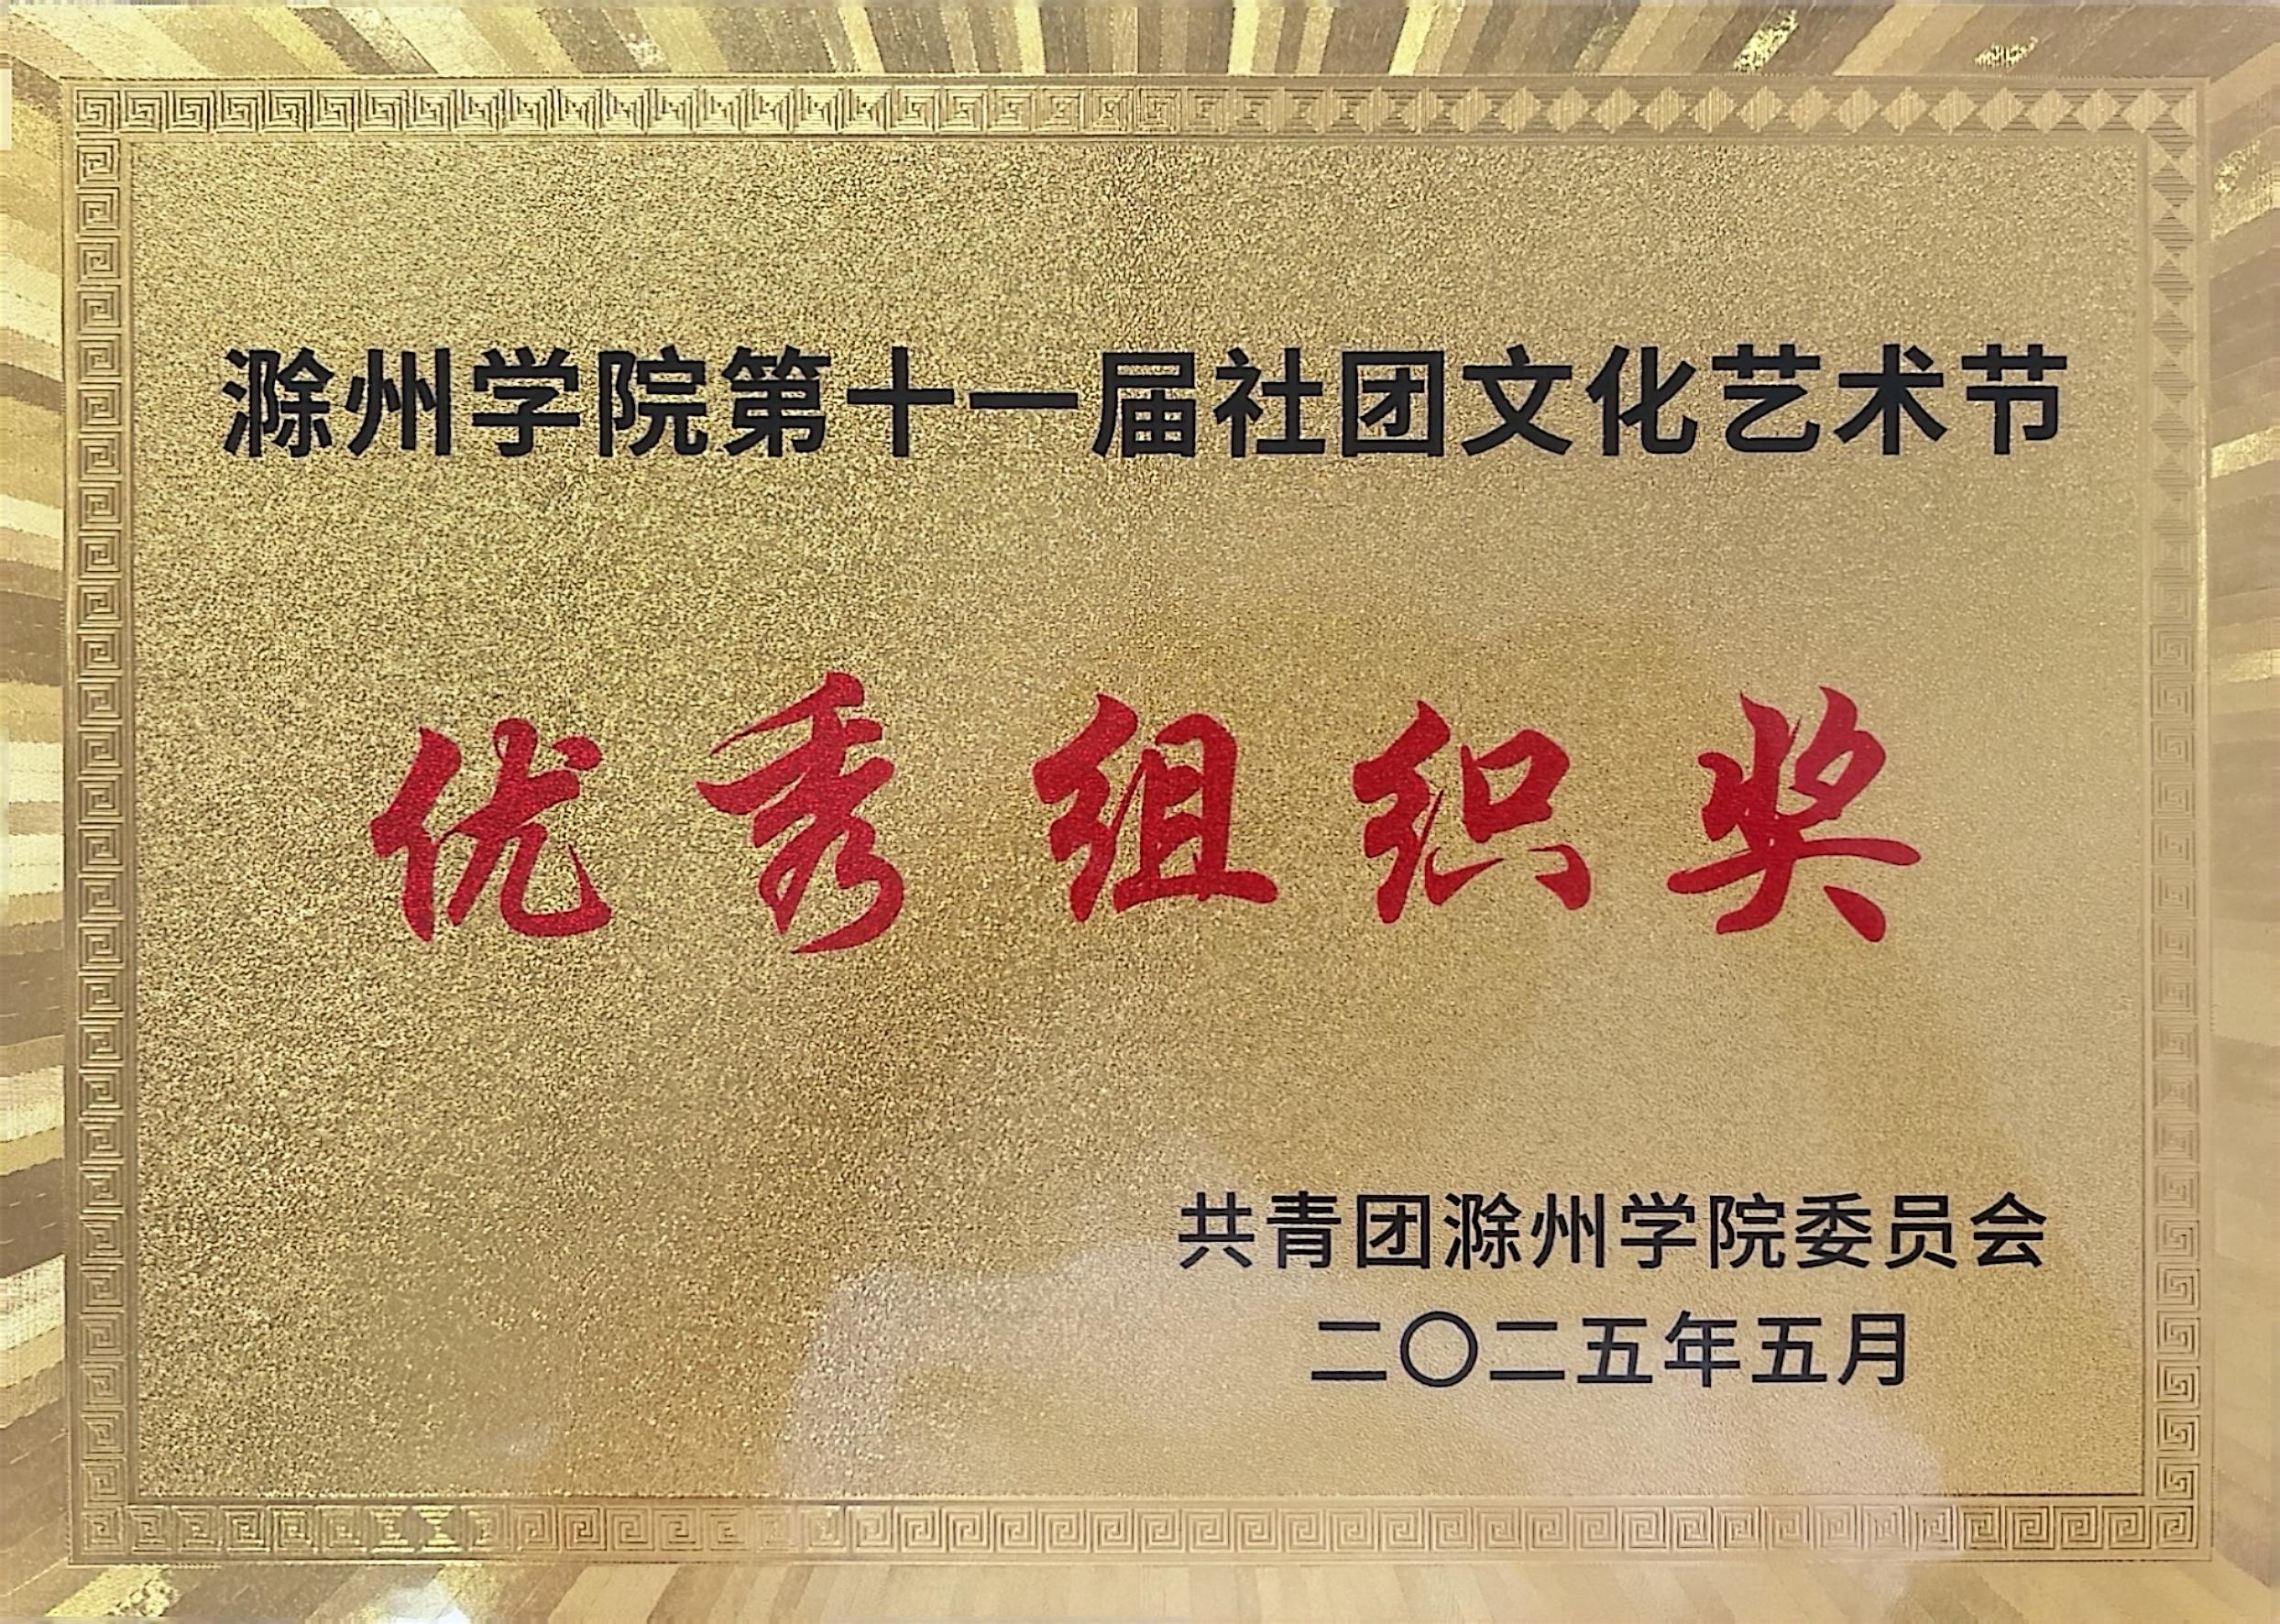 滁州学院第十一届社团文化艺术节
优秀组织奖
共青团滁州学院委员会
二〇二五年五月